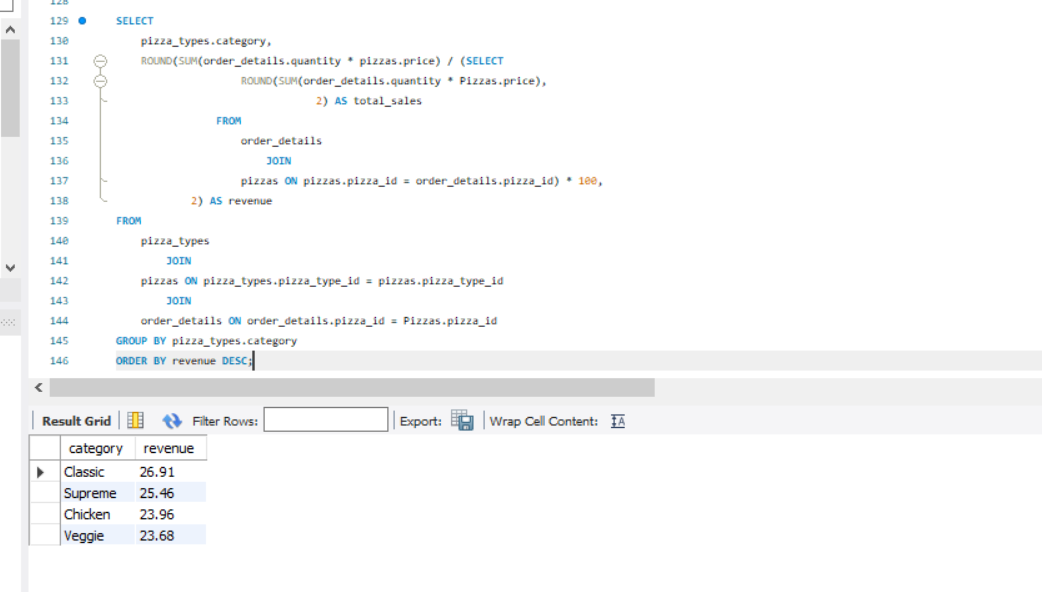 128
129 SELECT
130 pizza_types.category,
131 ROUND(SUM(order_details.quantity * pizzas.price) / (SELECT
132 ROUND(SUM(order_details.quantity * Pizzas.price),
133 2) AS total_sales
134 FROM
135 order_details
136 JOIN
137 pizzas ON pizzas.pizza_id = order_details.pizza_id) * 100,
138 2) AS revenue
139 FROM
140 pizza_types
141 JOIN
142 pizzas ON pizza_types.pizza_type_id = pizzas.pizza_type_id
143 JOIN
144 order_details ON order_details.pizza_id = Pizzas.pizza_id
145 GROUP BY pizza_types.category
146 ORDER BY revenue DESC;
Result Grid Filter Rows: Export: Wrap Cell Content: IA
category revenue
Classic 26.91
Supreme 25.46
Chicken 23.96
Veggie 23.68